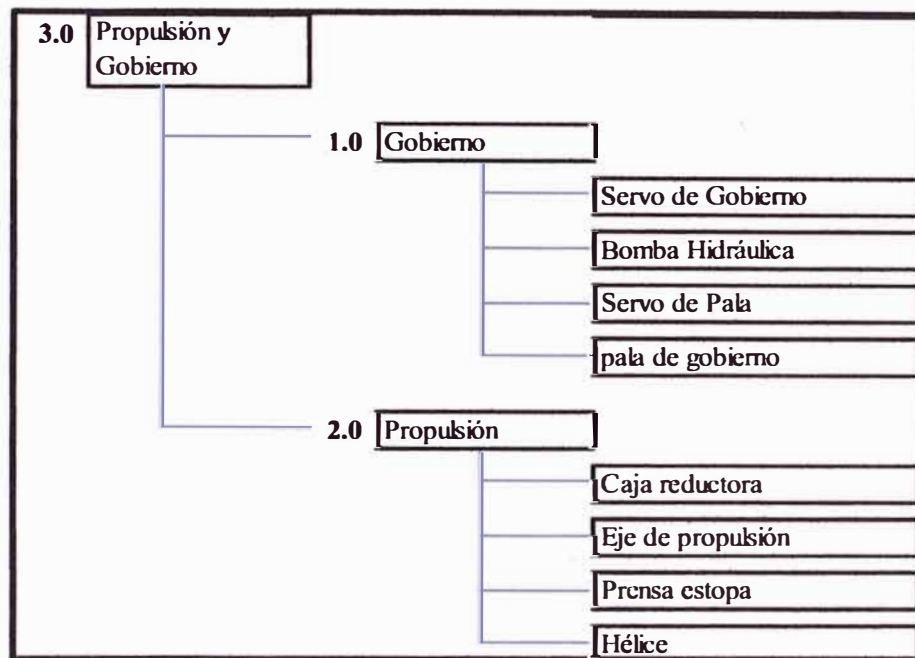 3.0 Propulsión y
Gobierno
1.0 Gobierno
Servo de Gobierno
Bomba Hidráulica
Servo de Pala
pala de gobierno
2.0 Propulsión
Caja reductora
Eje de propulsión
Prensa estopa
Hélice